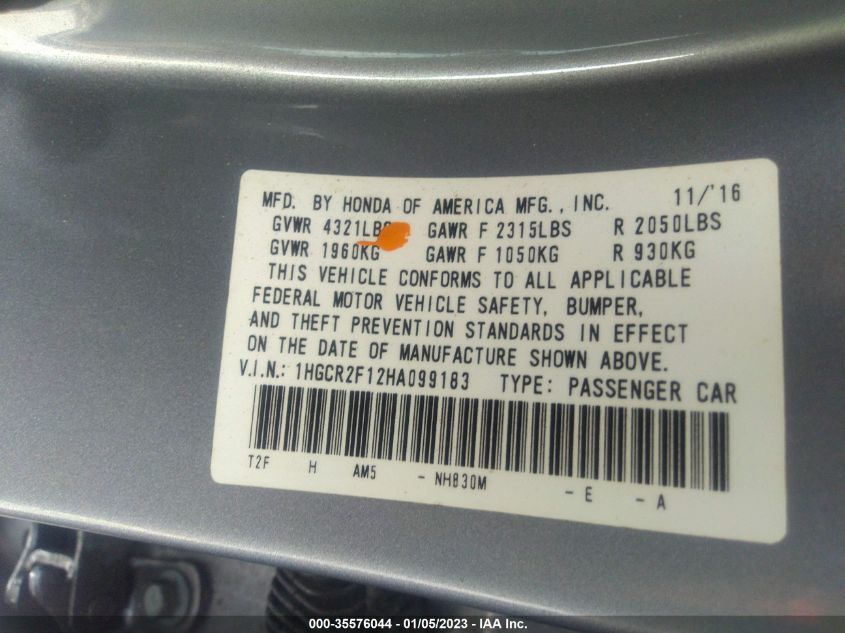 MFD. BY HONDA OF AMERICA MFG., INC. 11/'16
GVWR 4321LBS GAWR F 2315LBS R 2050LBS
GVWR 1960KG GAWR F 1050KG R 930KG
THIS VEHICLE CONFORMS TO ALL APPLICABLE
FEDERAL MOTOR VEHICLE SAFETY, BUMPER,
AND THEFT PREVENTION STANDARDS IN EFFECT
ON THE DATE OF MANUFACTURE SHOWN ABOVE.
V.I.N.: 1HGCR2F12HA099183 TYPE: PASSENGER CAR
T2F H AM5 - NH830M - E - A
000-35576044 — 01/05/2023 — IAA Inc.